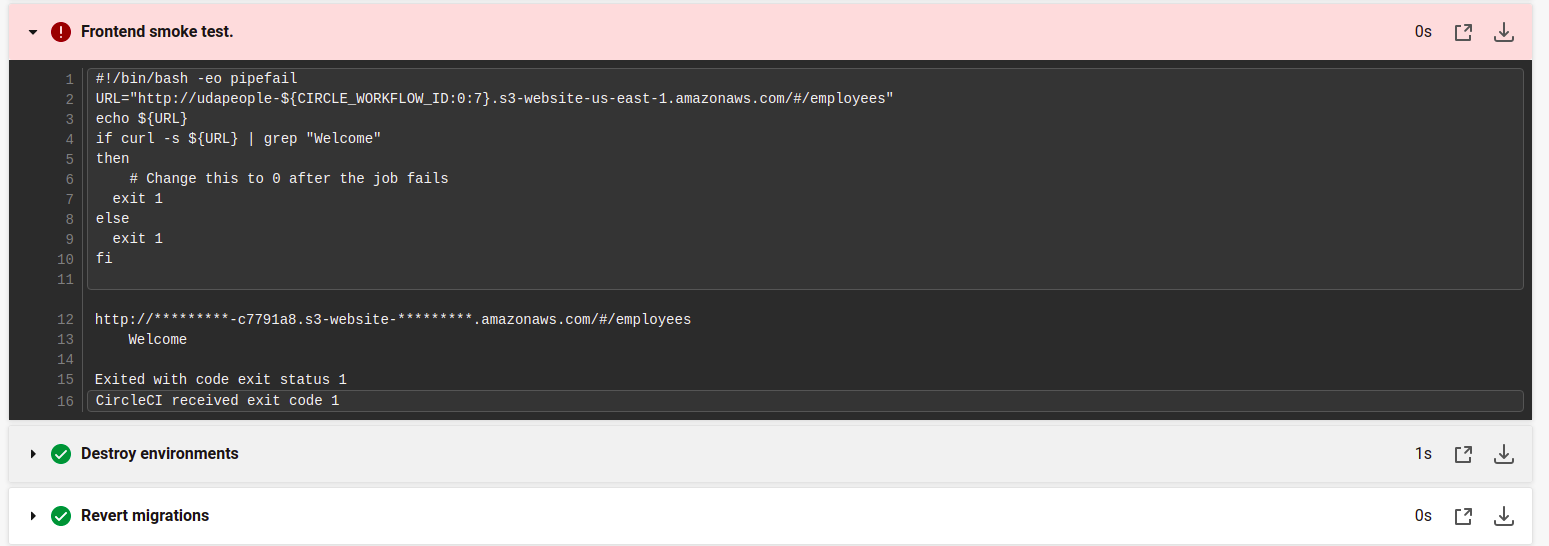 Frontend smoke test. 0s
1 #!/bin/bash -eo pipefail
2 URL="http://udapeople-${CIRCLE_WORKFLOW_ID:0:7}.s3-website-us-east-1.amazonaws.com/#/employees"
3 echo ${URL}
4 if curl -s ${URL} | grep "Welcome"
5 then
6     # Change this to 0 after the job fails
7   exit 1
8 else
9   exit 1
10 fi
11
12 http://*********-c7791a8.s3-website-*********.amazonaws.com/#/employees
13     Welcome
14
15 Exited with code exit status 1
16 CircleCI received exit code 1
Destroy environments 1s
Revert migrations 0s